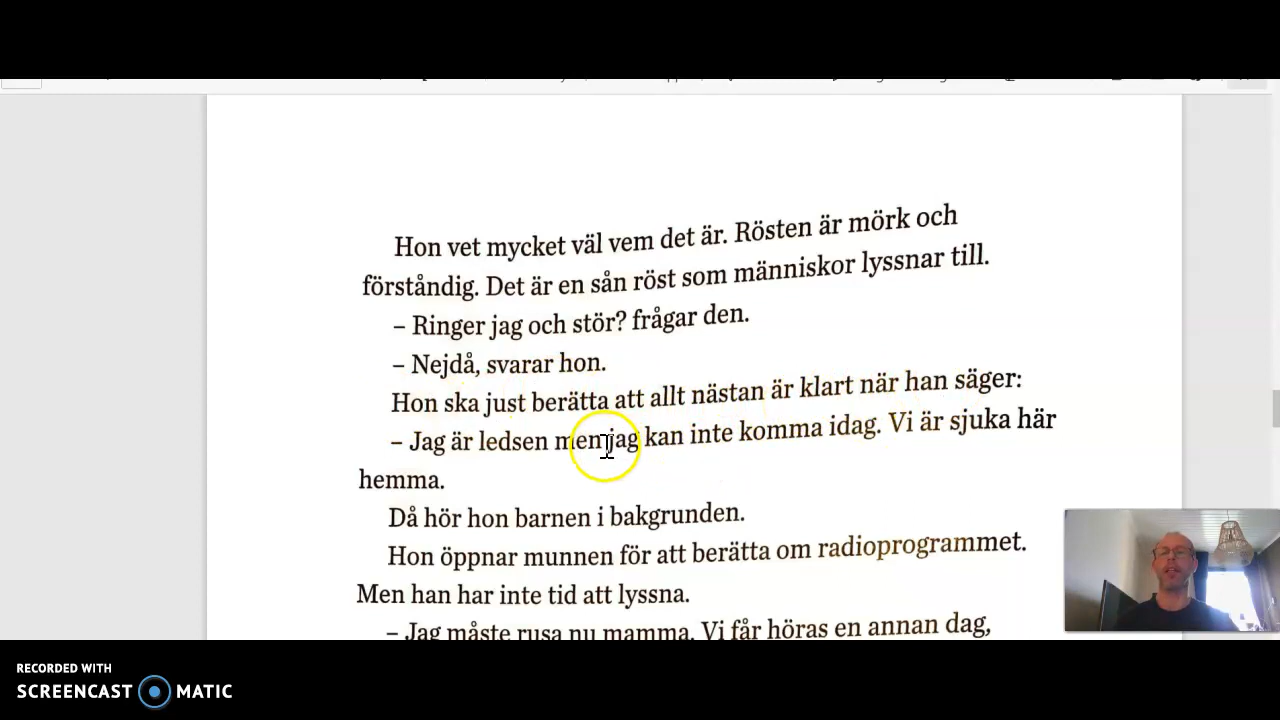 Hon vet mycket väl vem det är. Rösten är mörk och
förståndig. Det är en sån röst som människor lyssnar till.
– Ringer jag och stör? frågar den.
– Nejdå, svarar hon.
Hon ska just berätta att allt nästan är klart när han säger:
– Jag är ledsen men jag kan inte komma idag. Vi är sjuka här
hemma.
Då hör hon barnen i bakgrunden.
Hon öppnar munnen för att berätta om radioprogrammet.
Men han har inte tid att lyssna.
– Jag måste rusa nu mamma. Vi får höras en annan dag,
RECORDED WITH
SCREENCAST MATIC